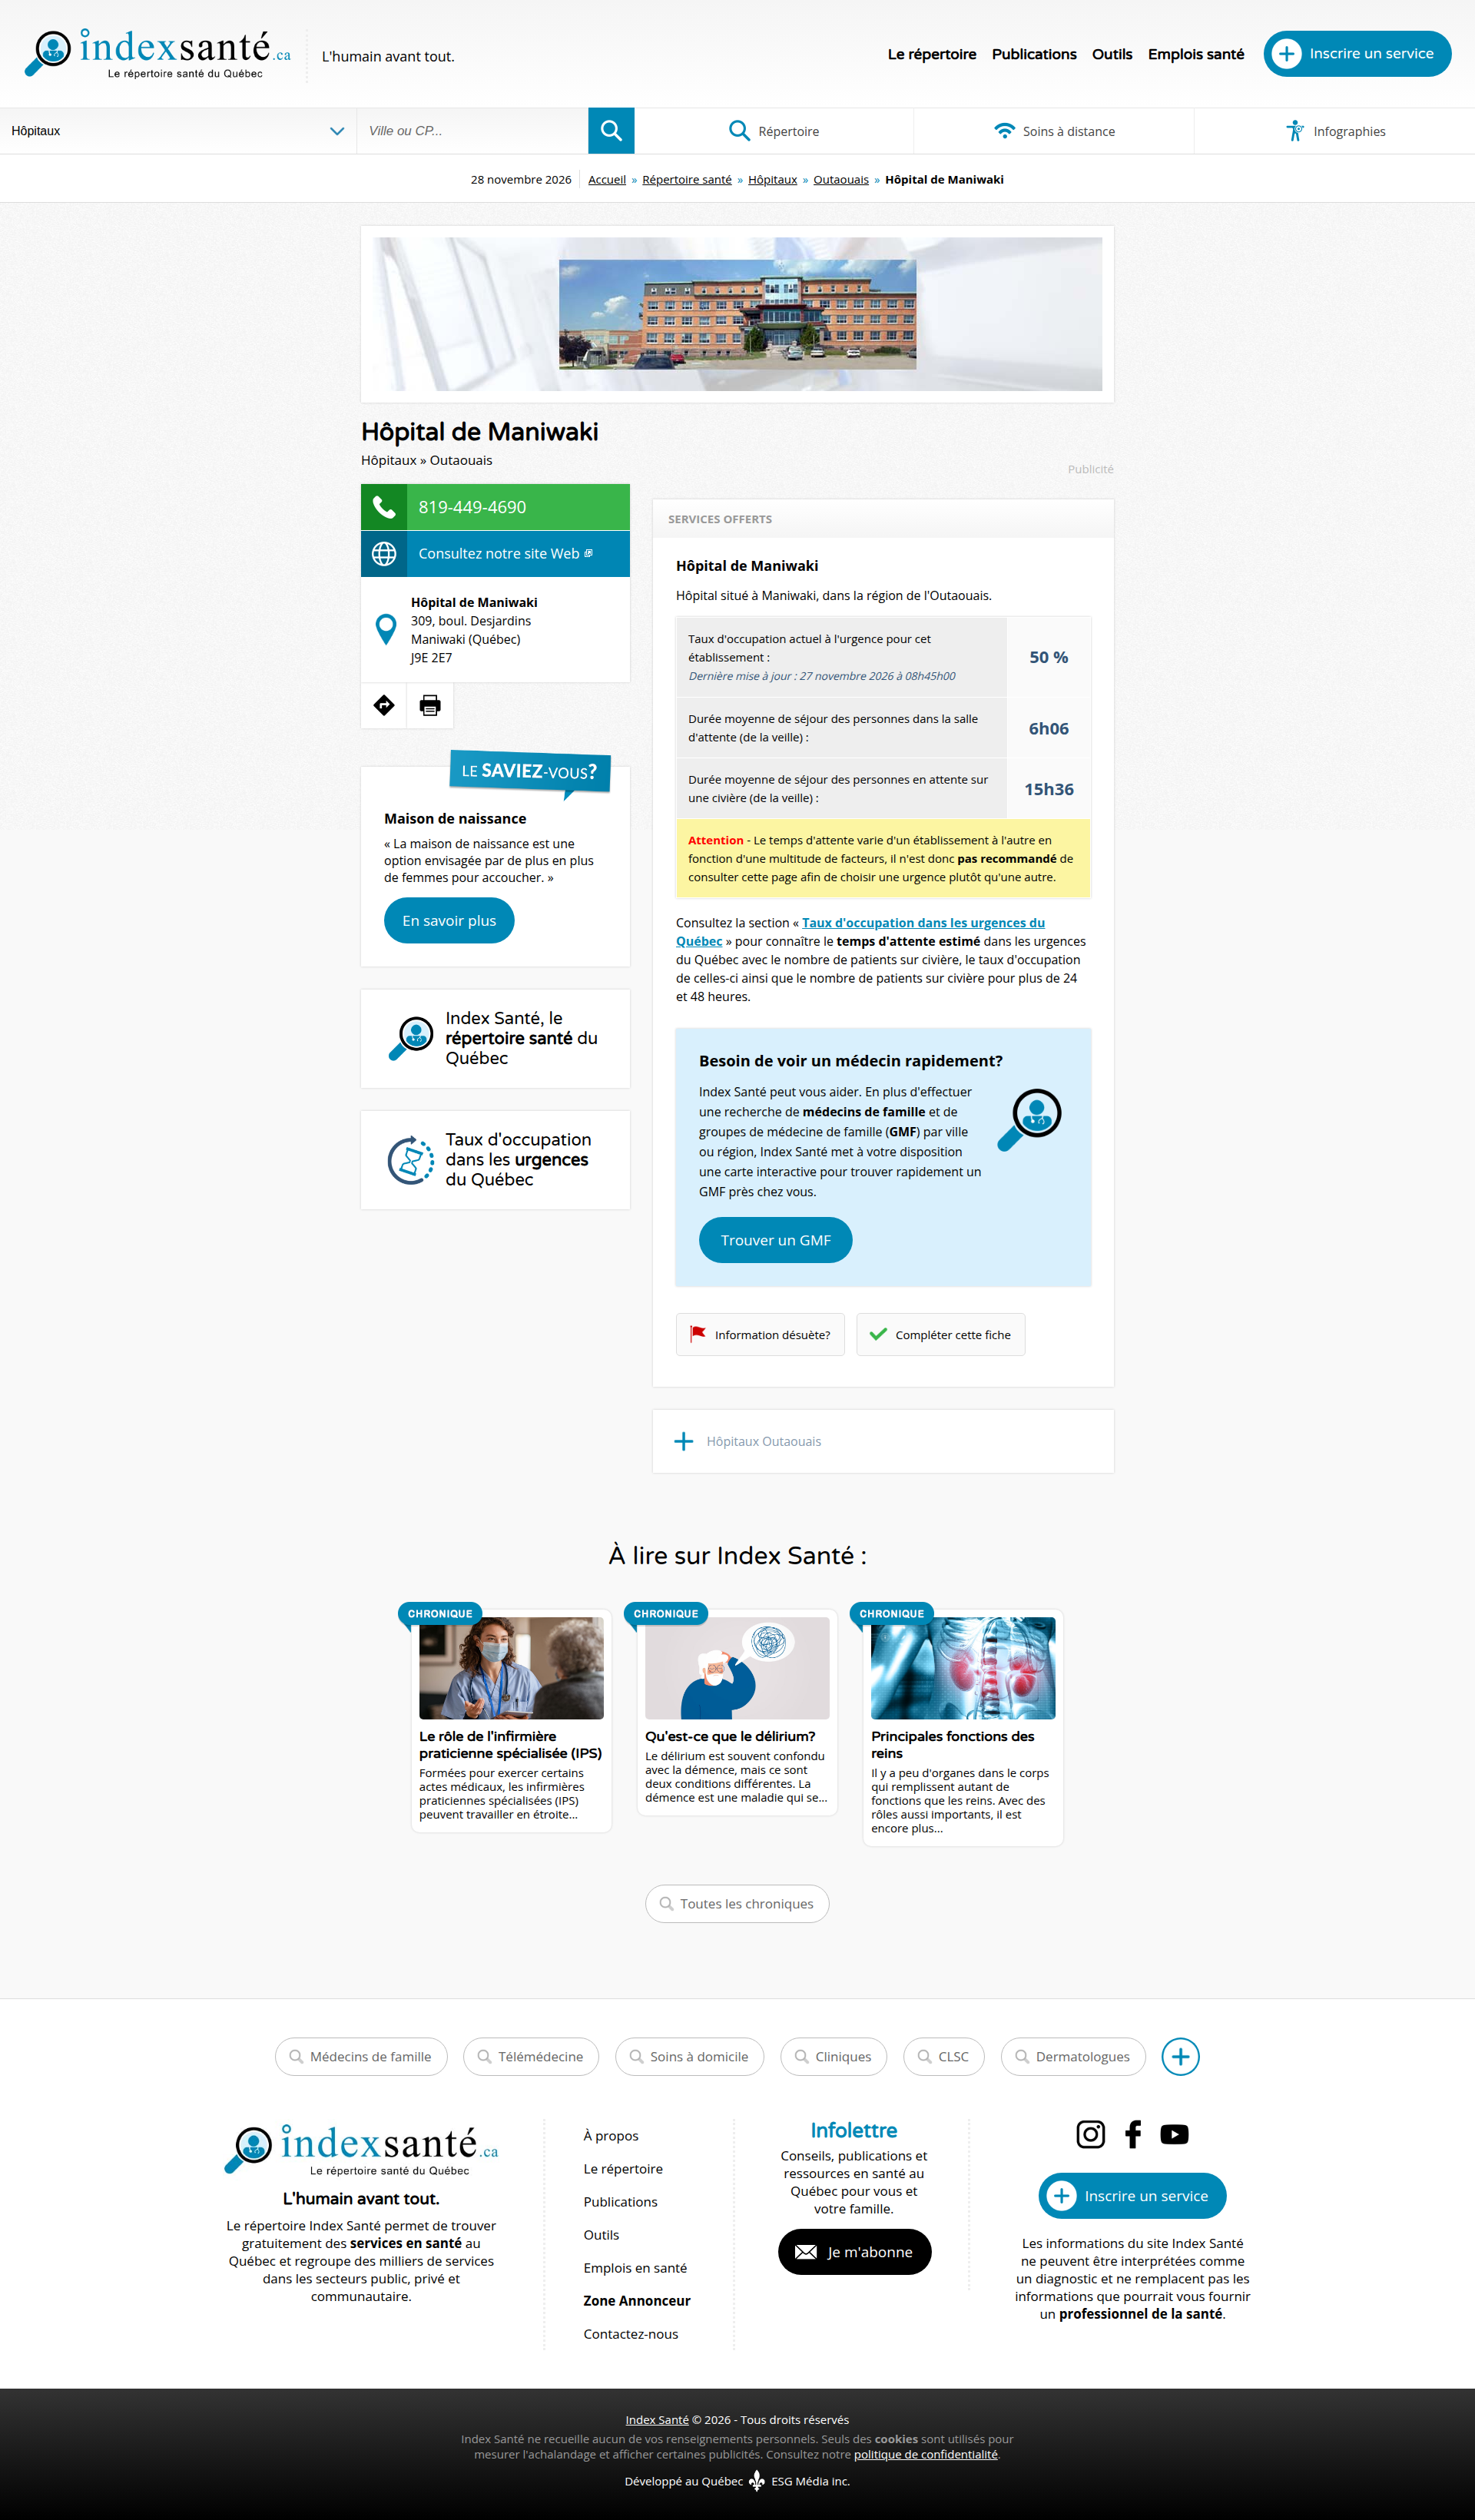 indexsanté.ca
Le répertoire santé du Québec
L'humain avant tout.
Le répertoire
Publications
Outils
Emplois santé
Inscrire un service
Hôpitaux
Ville ou CP...
Répertoire
Soins à distance
Infographies
28 novembre 2026
Accueil » Répertoire santé » Hôpitaux » Outaouais » Hôpital de Maniwaki
Hôpital de Maniwaki
Hôpitaux » Outaouais
Publicité
819-449-4690
Consultez notre site Web
Hôpital de Maniwaki
309, boul. Desjardins
Maniwaki (Québec)
J9E 2E7
LE SAVIEZ-VOUS?
Maison de naissance
« La maison de naissance est une
option envisagée par de plus en plus
de femmes pour accoucher. »
En savoir plus
Index Santé, le
répertoire santé du
Québec
Taux d'occupation
dans les urgences
du Québec
SERVICES OFFERTS
Hôpital de Maniwaki
Hôpital situé à Maniwaki, dans la région de l'Outaouais.
Taux d'occupation actuel à l'urgence pour cet
établissement :
Dernière mise à jour : 27 novembre 2026 à 08h45h00
50 %
Durée moyenne de séjour des personnes dans la salle
d'attente (de la veille) :
6h06
Durée moyenne de séjour des personnes en attente sur
une civière (de la veille) :
15h36
Attention - Le temps d'attente varie d'un établissement à l'autre en
fonction d'une multitude de facteurs, il n'est donc pas recommandé de
consulter cette page afin de choisir une urgence plutôt qu'une autre.
Consultez la section « Taux d'occupation dans les urgences du
Québec » pour connaître le temps d'attente estimé dans les urgences
du Québec avec le nombre de patients sur civière, le taux d'occupation
de celles-ci ainsi que le nombre de patients sur civière pour plus de 24
et 48 heures.
Besoin de voir un médecin rapidement?
Index Santé peut vous aider. En plus d'effectuer
une recherche de médecins de famille et de
groupes de médecine de famille (GMF) par ville
ou région, Index Santé met à votre disposition
une carte interactive pour trouver rapidement un
GMF près chez vous.
Trouver un GMF
Information désuète?
Compléter cette fiche
Hôpitaux Outaouais
À lire sur Index Santé :
CHRONIQUE
Le rôle de l'infirmière
praticienne spécialisée (IPS)
Formées pour exercer certains
actes médicaux, les infirmières
praticiennes spécialisées (IPS)
peuvent travailler en étroite...
CHRONIQUE
Qu'est-ce que le délirium?
Le délirium est souvent confondu
avec la démence, mais ce sont
deux conditions différentes. La
démence est une maladie qui se...
CHRONIQUE
Principales fonctions des
reins
Il y a peu d'organes dans le corps
qui remplissent autant de
fonctions que les reins. Avec des
rôles aussi importants, il est
encore plus...
Toutes les chroniques
Médecins de famille
Télémédecine
Soins à domicile
Cliniques
CLSC
Dermatologues
indexsanté.ca
Le répertoire santé du Québec
L'humain avant tout.
Le répertoire Index Santé permet de trouver
gratuitement des services en santé au
Québec et regroupe des milliers de services
dans les secteurs public, privé et
communautaire.
À propos
Le répertoire
Publications
Outils
Emplois en santé
Zone Annonceur
Contactez-nous
Infolettre
Conseils, publications et
ressources en santé au
Québec pour vous et
votre famille.
Je m'abonne
Inscrire un service
Les informations du site Index Santé
ne peuvent être interprétées comme
un diagnostic et ne remplacent pas les
informations que pourrait vous fournir
un professionnel de la santé.
Index Santé © 2026 - Tous droits réservés
Index Santé ne recueille aucun de vos renseignements personnels. Seuls des cookies sont utilisés pour
mesurer l'achalandage et afficher certaines publicités. Consultez notre politique de confidentialité.
Développé au Québec ESG Média inc.